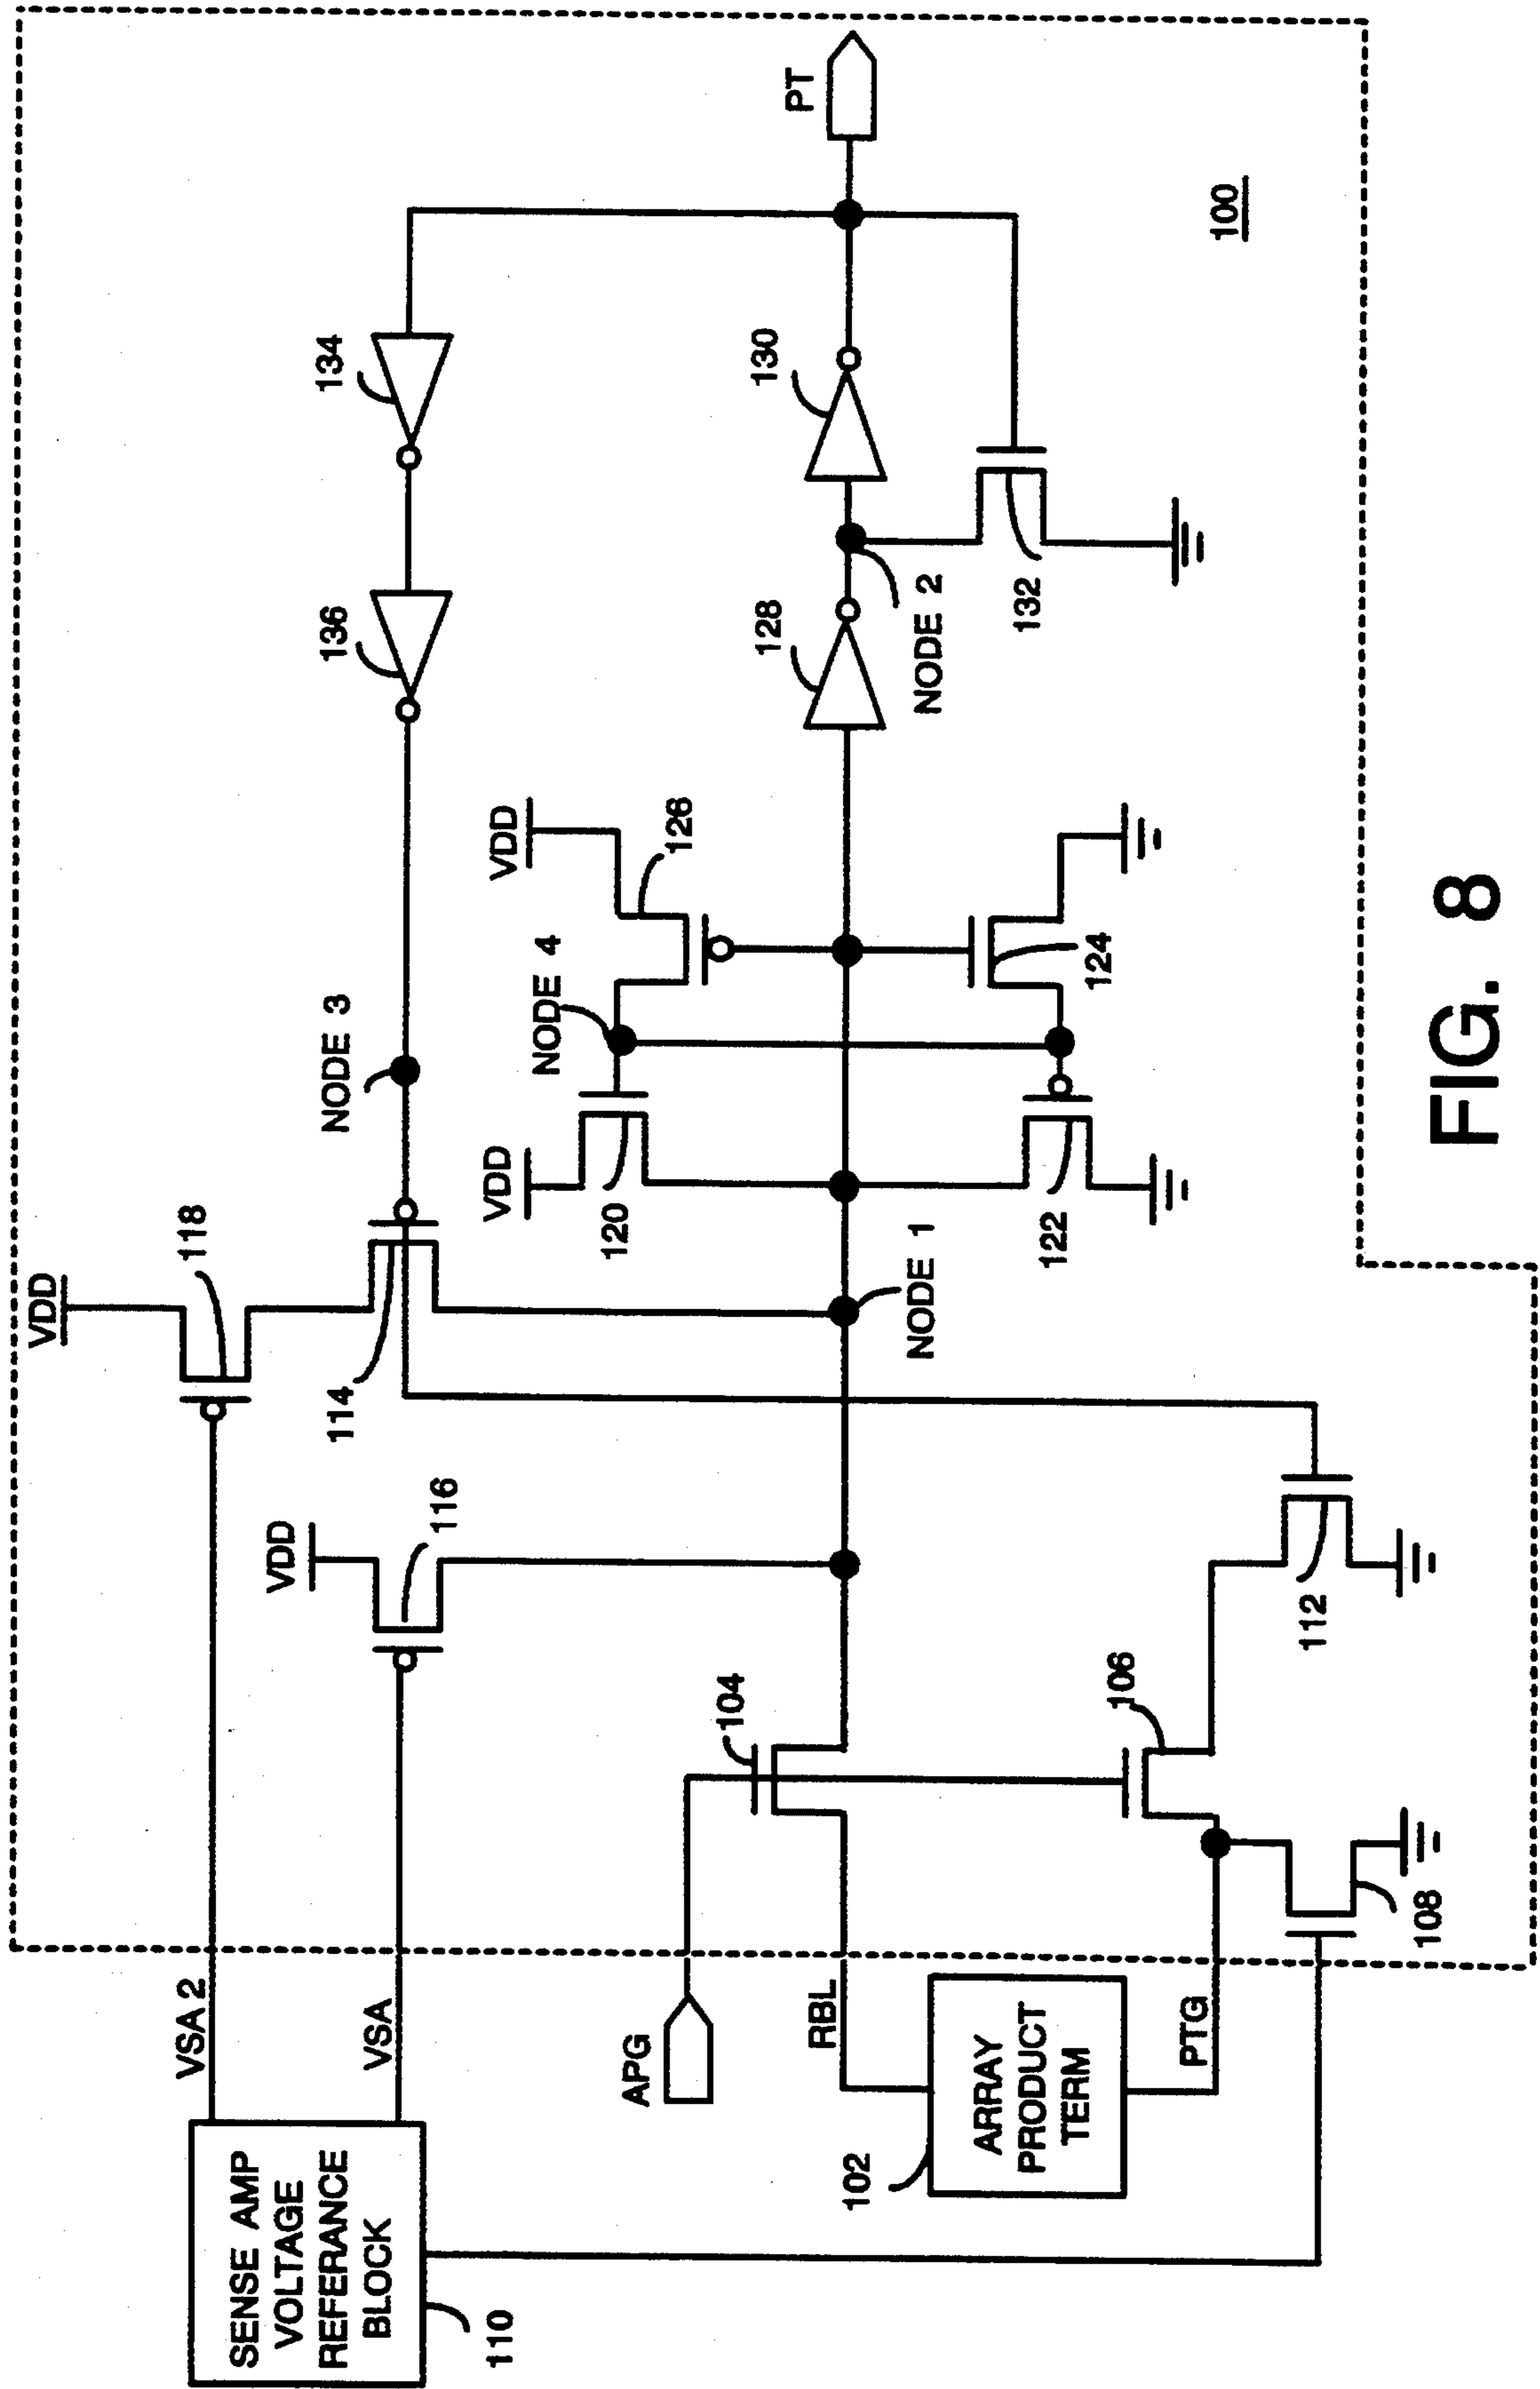 VDD
118
VSA 2
114
NODE 3
136
134
VDD
116
VSA
SENSE AMP
VOLTAGE
REFERANCE
BLOCK
110
VDD
120
NODE 4
VDD
126
APG
104
RBL
NODE 1
128
NODE 2
130
PT
102
ARRAY
PRODUCT
TERM
PTG
106
122
124
132
108
112
100
FIG. 8